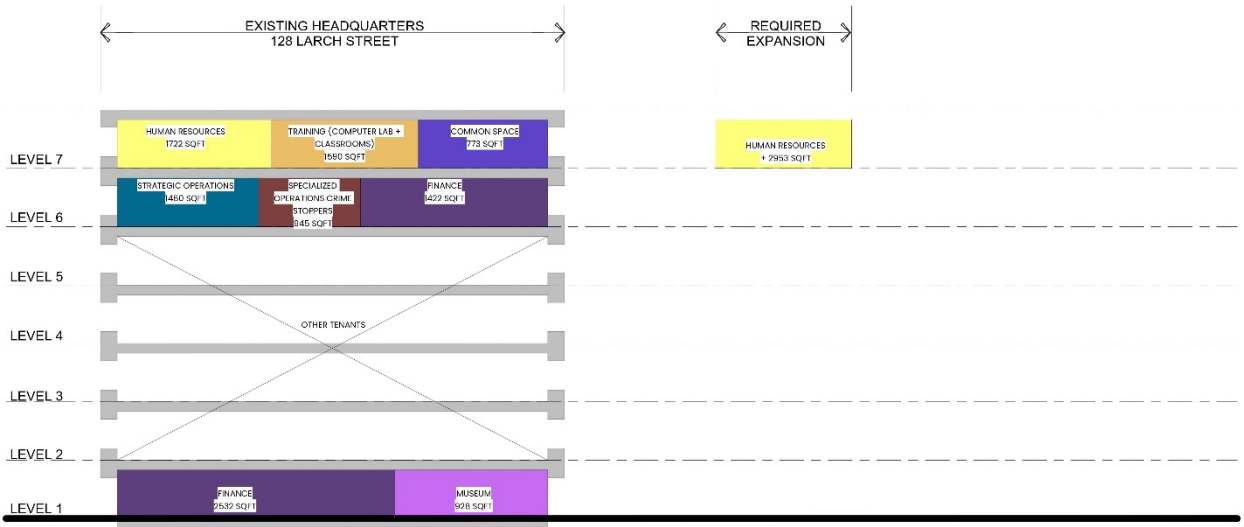 EXISTING HEADQUARTERS
128 LARCH STREET
REQUIRED
EXPANSION
LEVEL 7
HUMAN RESOURCES
1722 SQFT
TRAINING (COMPUTER LAB +
CLASSROOMS)
1590 SQFT
COMMON SPACE
773 SQFT
HUMAN RESOURCES
+ 2953 SQFT
LEVEL 6
STRATEGIC OPERATIONS
1460 SQFT
SPECIALIZED
OPERATIONS CRIME
STOPPERS
845 SQFT
FINANCE
1422 SQFT
LEVEL 5
OTHER TENANTS
LEVEL 4
LEVEL 3
LEVEL 2
LEVEL 1
FINANCE
2532 SQFT
MUSEUM
928 SQFT